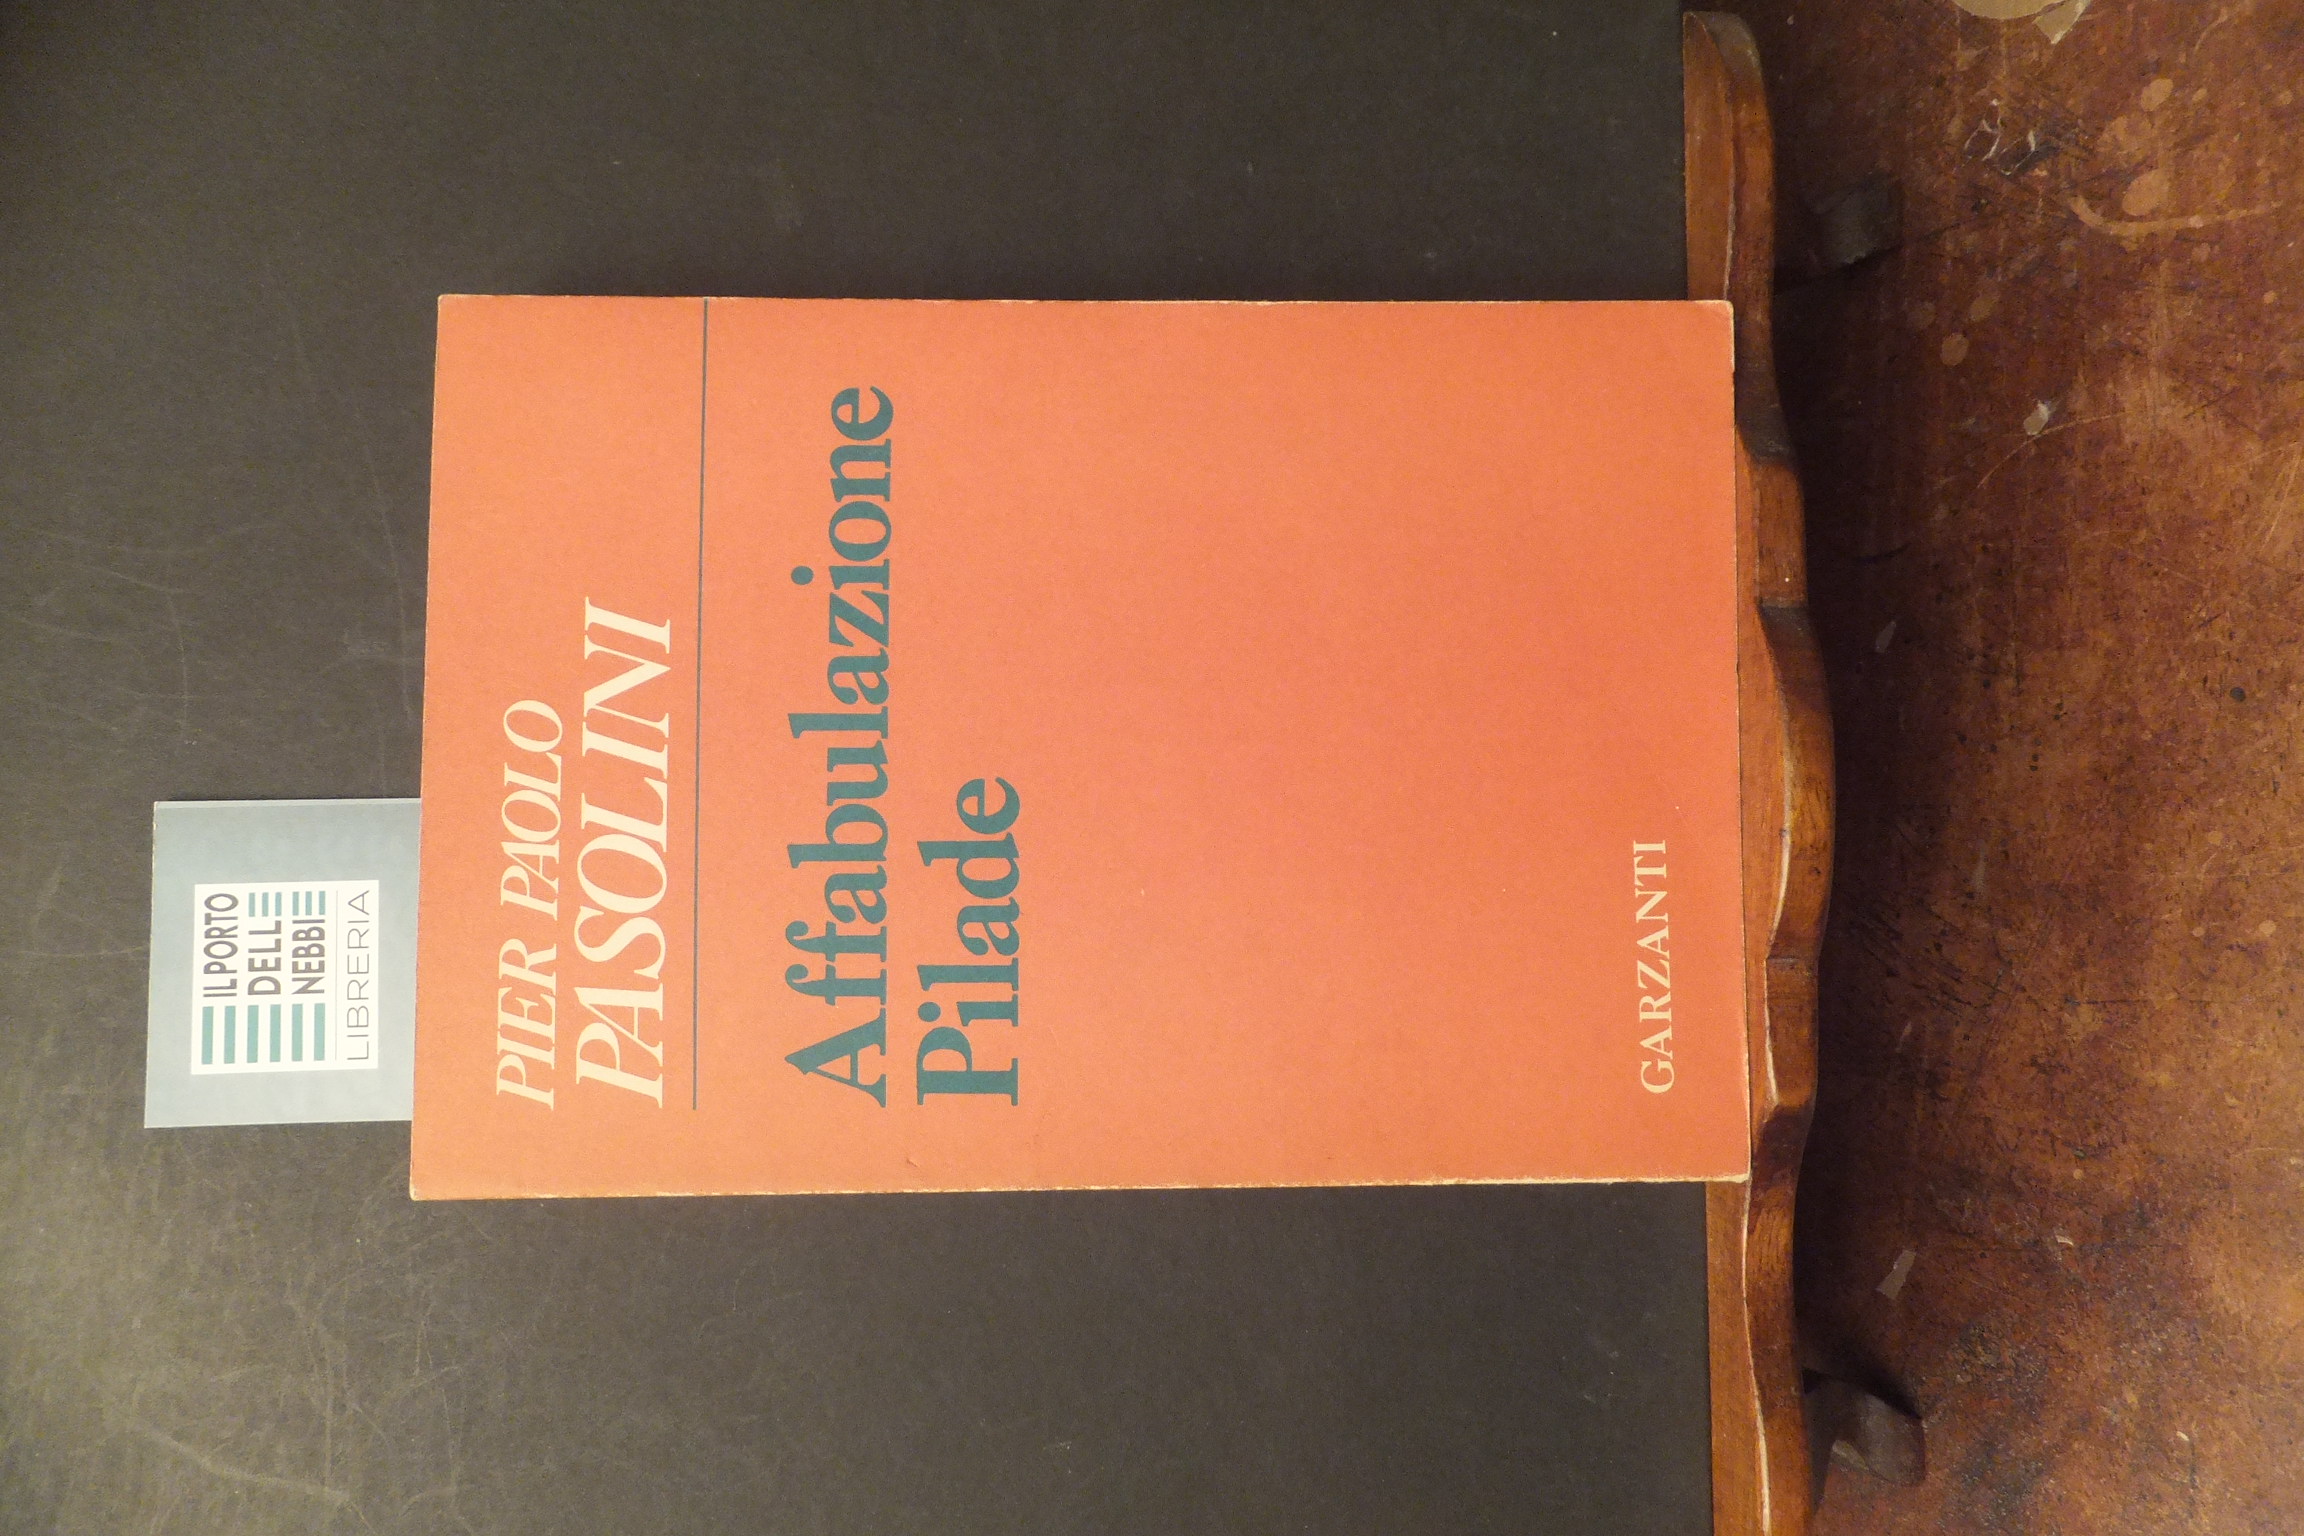 IL PORTO
DELLE
NEBBIE
LIBRERIA
PIER PAOLO
PASOLINI
Affabulazione
Pilade
GARZANTI